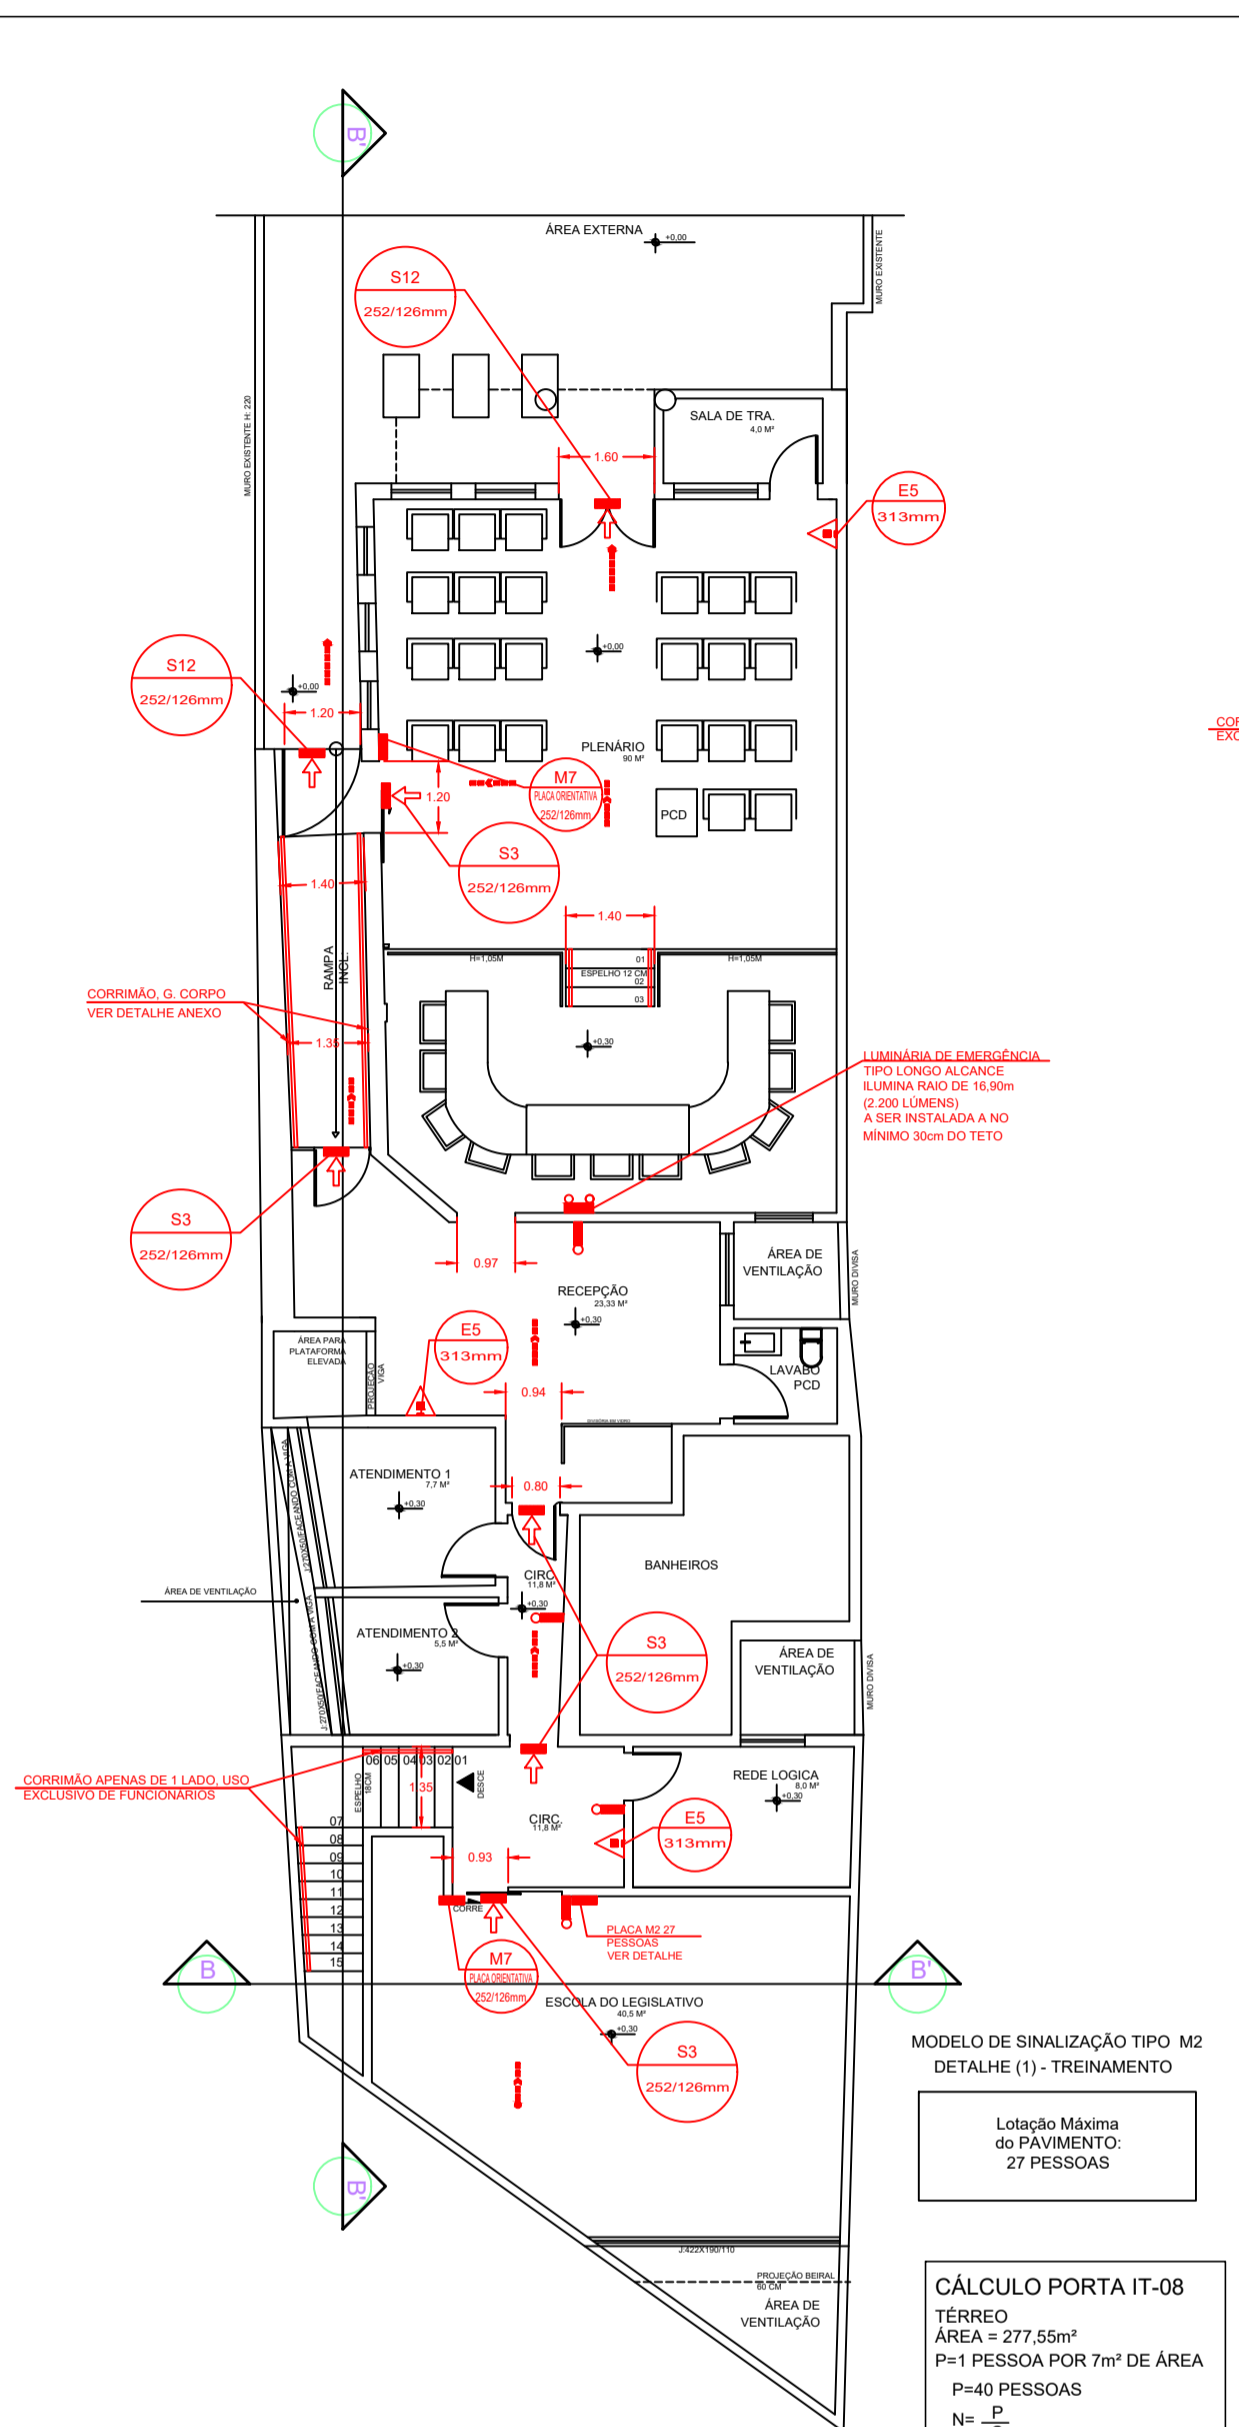 B'
ÁREA EXTERNA
+0,00
MURO EXISTENTE
S12
252/126mm
MURO EXISTENTE H: 220
SALA DE TRA.
4,0 M²
1.60
E5
313mm
S12
252/126mm
+0,00
1.20
+0,00
PLENÁRIO
90 M²
M7
PLACA ORIENTATIVA
252/126mm
1.20
PCD
S3
252/126mm
1.40
1.40
RAMPA
INCL.
H=1,05M
01
ESPELHO 12 CM
02
03
H=1,05M
CORRIMÃO, G. CORPO
VER DETALHE ANEXO
1.35
+0,30
LUMINÁRIA DE EMERGÊNCIA
TIPO LONGO ALCANCE
ILUMINA RAIO DE 16,90m
(2.200 LÚMENS)
A SER INSTALADA A NO
MÍNIMO 30cm DO TETO
COR
EXC
S3
252/126mm
0.97
RECEPÇÃO
23,33 M²
+0,30
ÁREA DE
VENTILAÇÃO
MURO DIVISA
ÁREA PARA
PLATAFORMA
ELEVADA
PROJEÇÃO
VIGA
E5
313mm
0.94
LAVABO
PCD
ATENDIMENTO 1
7,7 M²
+0,30
0.80
J:270X50/FACEANDO COM A VIGA
ÁREA DE VENTILAÇÃO
CIRC.
11,8 M²
+0,30
BANHEIROS
ATENDIMENTO 2
5,5 M²
+0,30
J:270X50/FACEANDO COM A VIGA
S3
252/126mm
ÁREA DE
VENTILAÇÃO
MURO DIVISA
CORRIMÃO APENAS DE 1 LADO, USO
EXCLUSIVO DE FUNCIONÁRIOS
06 05 04 03 02 01
ESPELHO
18CM
1.35
DESCE
REDE LOGICA
8,0 M²
+0,30
CIRC.
11,8 M²
E5
313mm
07
08
09
10
11
12
13
14
15
0.93
CORRE
PLACA M2 27
PESSOAS
VER DETALHE
M7
PLACA ORIENTATIVA
252/126mm
B
B'
ESCOLA DO LEGISLATIVO
40,5 M²
+0,30
S3
252/126mm
MODELO DE SINALIZAÇÃO TIPO M2
DETALHE (1) - TREINAMENTO
Lotação Máxima
do PAVIMENTO:
27 PESSOAS
B'
J:422X190/110
PROJEÇÃO BEIRAL
60 CM
ÁREA DE
VENTILAÇÃO
CÁLCULO PORTA IT-08
TÉRREO
ÁREA = 277,55m²
P=1 PESSOA POR 7m² DE ÁREA
P=40 PESSOAS
N= P